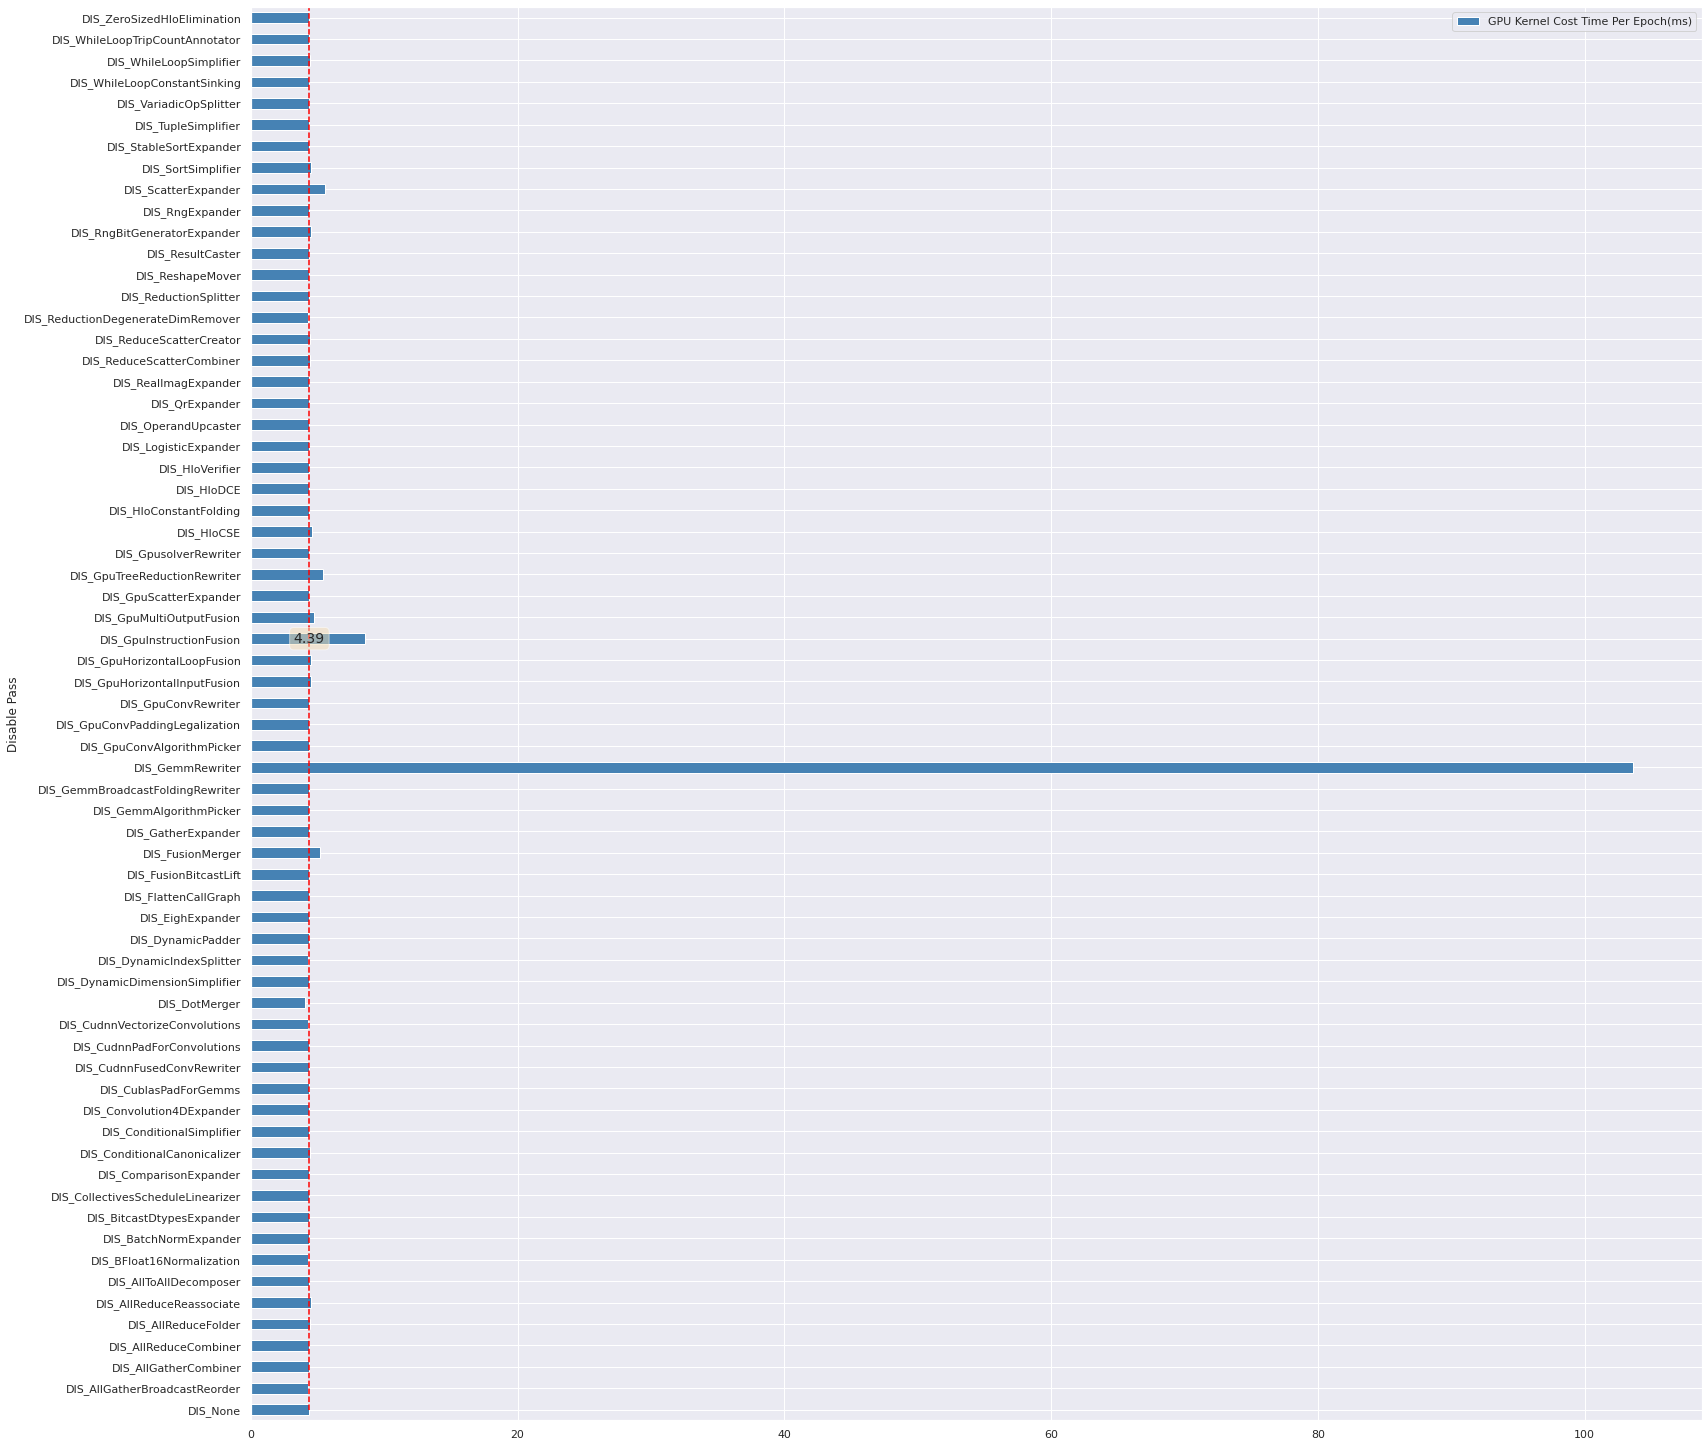 GPU Kernel Cost Time Per Epoch(ms)
DIS_ZeroSizedHloElimination
DIS_WhileLoopTripCountAnnotator
DIS_WhileLoopSimplifier
DIS_WhileLoopConstantSinking
DIS_VariadicOpSplitter
DIS_TupleSimplifier
DIS_StableSortExpander
DIS_SortSimplifier
DIS_ScatterExpander
DIS_RngExpander
DIS_RngBitGeneratorExpander
DIS_ResultCaster
DIS_ReshapeMover
DIS_ReductionSplitter
DIS_ReductionDegenerateDimRemover
DIS_ReduceScatterCreator
DIS_ReduceScatterCombiner
DIS_RealImagExpander
DIS_QrExpander
DIS_OperandUpcaster
DIS_LogisticExpander
DIS_HloVerifier
DIS_HloDCE
DIS_HloConstantFolding
DIS_HloCSE
DIS_GpusolverRewriter
DIS_GpuTreeReductionRewriter
DIS_GpuScatterExpander
DIS_GpuMultiOutputFusion
DIS_GpuInstructionFusion
4.39
DIS_GpuHorizontalLoopFusion
DIS_GpuHorizontalInputFusion
DIS_GpuConvRewriter
DIS_GpuConvPaddingLegalization
DIS_GpuConvAlgorithmPicker
DIS_GemmRewriter
DIS_GemmBroadcastFoldingRewriter
DIS_GemmAlgorithmPicker
DIS_GatherExpander
DIS_FusionMerger
DIS_FusionBitcastLift
DIS_FlattenCallGraph
DIS_EighExpander
DIS_DynamicPadder
DIS_DynamicIndexSplitter
DIS_DynamicDimensionSimplifier
DIS_DotMerger
DIS_CudnnVectorizeConvolutions
DIS_CudnnPadForConvolutions
DIS_CudnnFusedConvRewriter
DIS_CublasPadForGemms
DIS_Convolution4DExpander
DIS_ConditionalSimplifier
DIS_ConditionalCanonicalizer
DIS_ComparisonExpander
DIS_CollectivesScheduleLinearizer
DIS_BitcastDtypesExpander
DIS_BatchNormExpander
DIS_BFloat16Normalization
DIS_AllToAllDecomposer
DIS_AllReduceReassociate
DIS_AllReduceFolder
DIS_AllReduceCombiner
DIS_AllGatherCombiner
DIS_AllGatherBroadcastReorder
DIS_None
Disable Pass
0 20 40 60 80 100